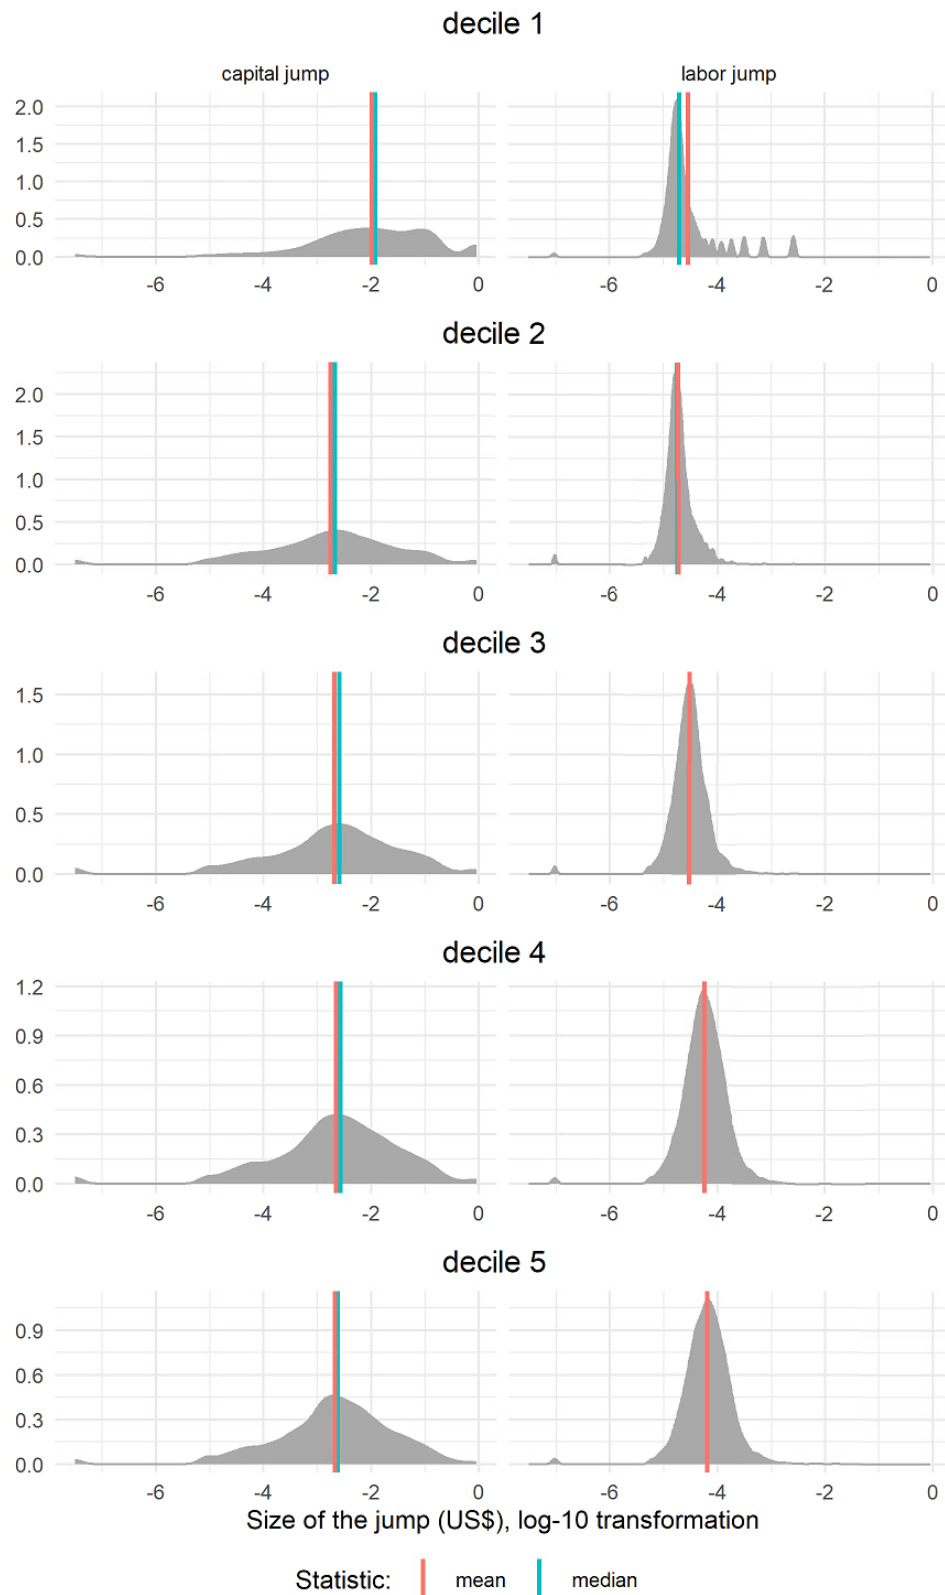 decile 1
capital jump labor jump
2.0
1.5
1.0
0.5
0.0
-6 -4 -2 0 -6 -4 -2 0
decile 2
2.0
1.5
1.0
0.5
0.0
-6 -4 -2 0 -6 -4 -2 0
decile 3
1.5
1.0
0.5
0.0
-6 -4 -2 0 -6 -4 -2 0
decile 4
1.2
0.9
0.6
0.3
0.0
-6 -4 -2 0 -6 -4 -2 0
decile 5
0.9
0.6
0.3
0.0
-6 -4 -2 0 -6 -4 -2 0
Size of the jump (US$), log-10 transformation
Statistic: mean median